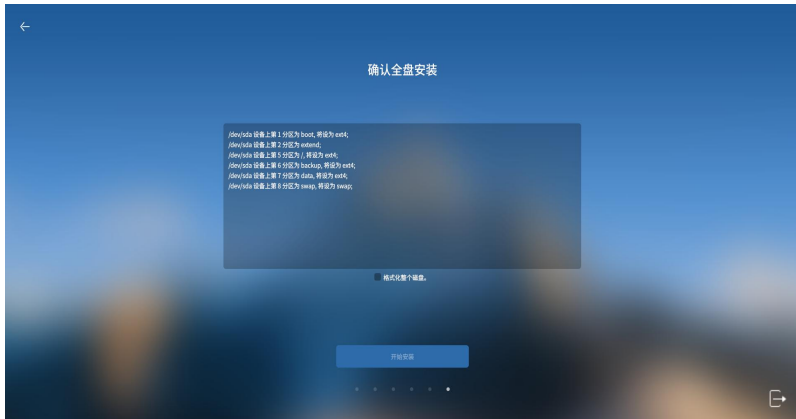 确认全盘安装
/dev/sda 设备上第 1 分区为 boot, 将设为 ext4;
/dev/sda 设备上第 2 分区为 extend;
/dev/sda 设备上第 5 分区为 /, 将设为 ext4;
/dev/sda 设备上第 6 分区为 backup, 将设为 ext4;
/dev/sda 设备上第 7 分区为 data, 将设为 ext4;
/dev/sda 设备上第 8 分区为 swap, 将设为 swap;
格式化整个磁盘。
开始安装